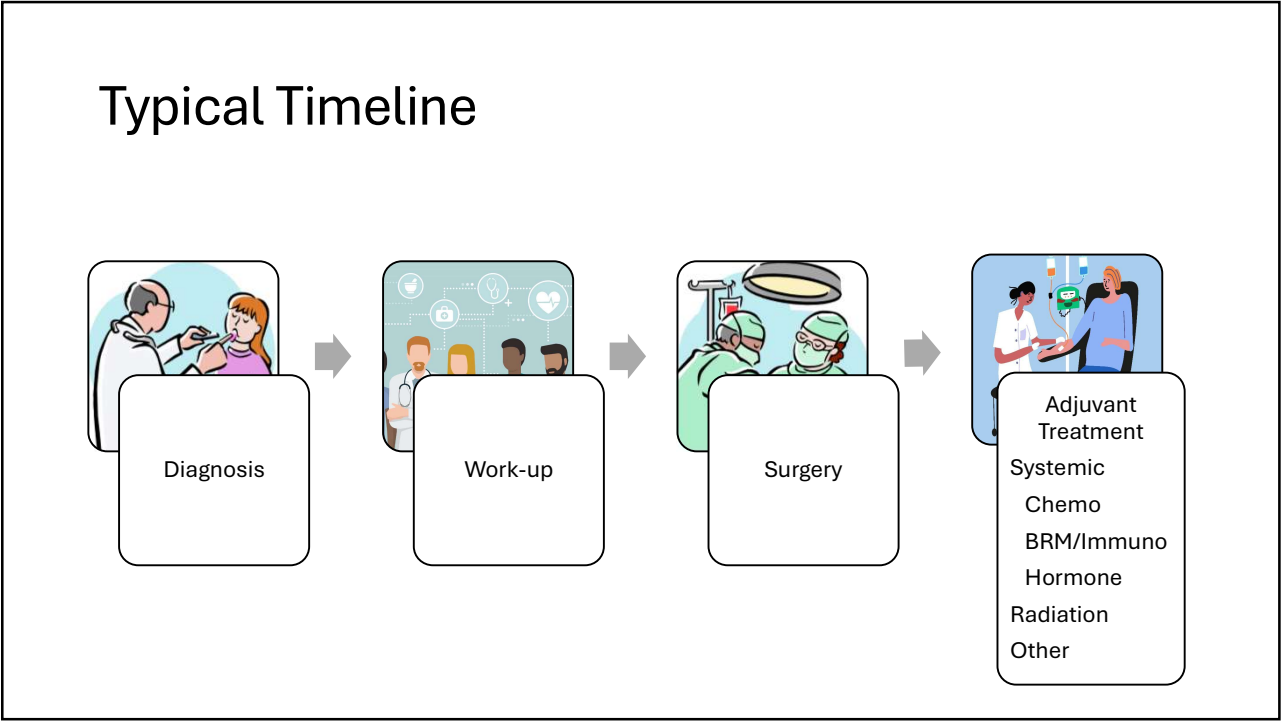 Typical Timeline
Diagnosis
Work-up
Surgery
Adjuvant
Treatment
Systemic
Chemo
BRM/Immuno
Hormone
Radiation
Other